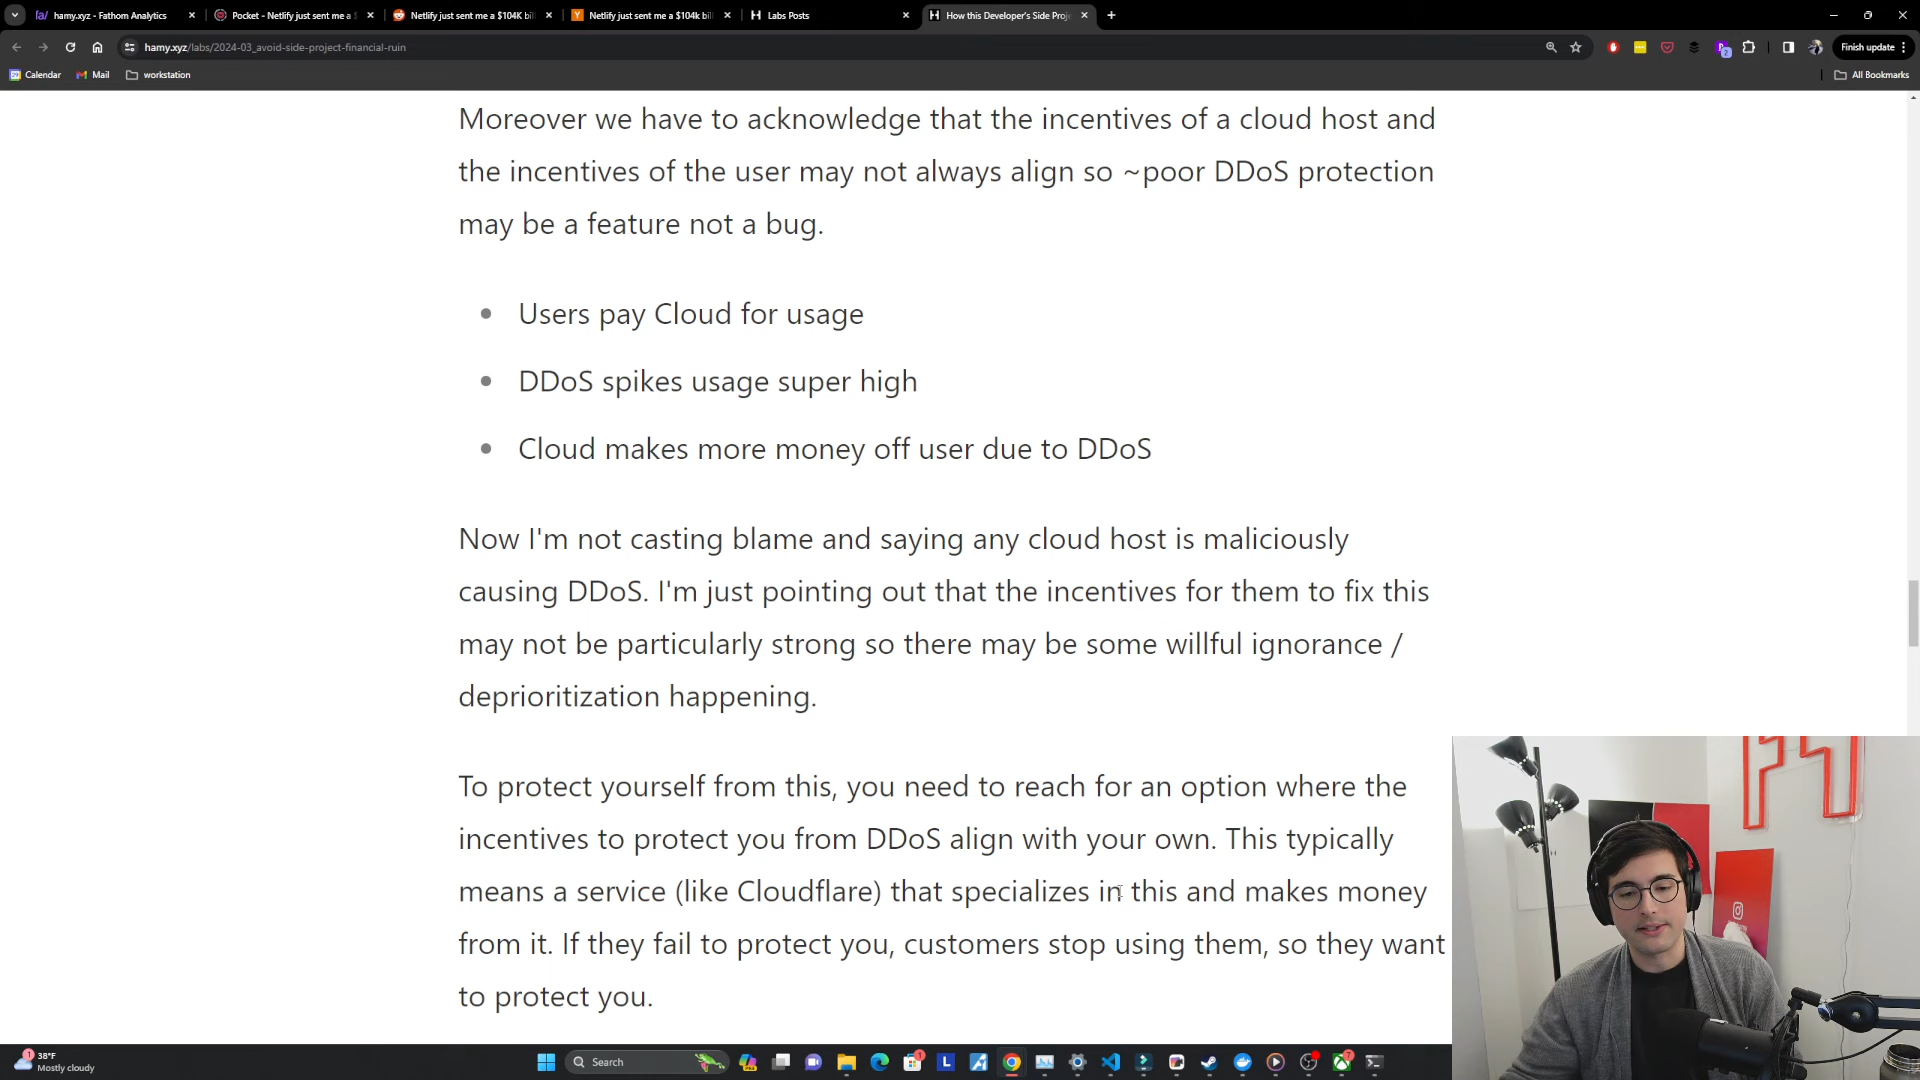 hamy.xyz - Fathom Analytics
Pocket - Netlify just sent me a $
Netlify just sent me a $104K bil
Netlify just sent me a $104k bil
Labs Posts
How this Developer's Side Proj
hamy.xyz/labs/2024-03_avoid-side-project-financial-ruin
Finish update
Calendar
Mail
workstation
All Bookmarks
Moreover we have to acknowledge that the incentives of a cloud host and
the incentives of the user may not always align so ~poor DDoS protection
may be a feature not a bug.
• Users pay Cloud for usage
• DDoS spikes usage super high
• Cloud makes more money off user due to DDoS
Now I'm not casting blame and saying any cloud host is maliciously
causing DDoS. I'm just pointing out that the incentives for them to fix this
may not be particularly strong so there may be some willful ignorance /
deprioritization happening.
To protect yourself from this, you need to reach for an option where the
incentives to protect you from DDoS align with your own. This typically
means a service (like Cloudflare) that specializes in this and makes money
from it. If they fail to protect you, customers stop using them, so they want
to protect you.
38°F
Mostly cloudy
Search